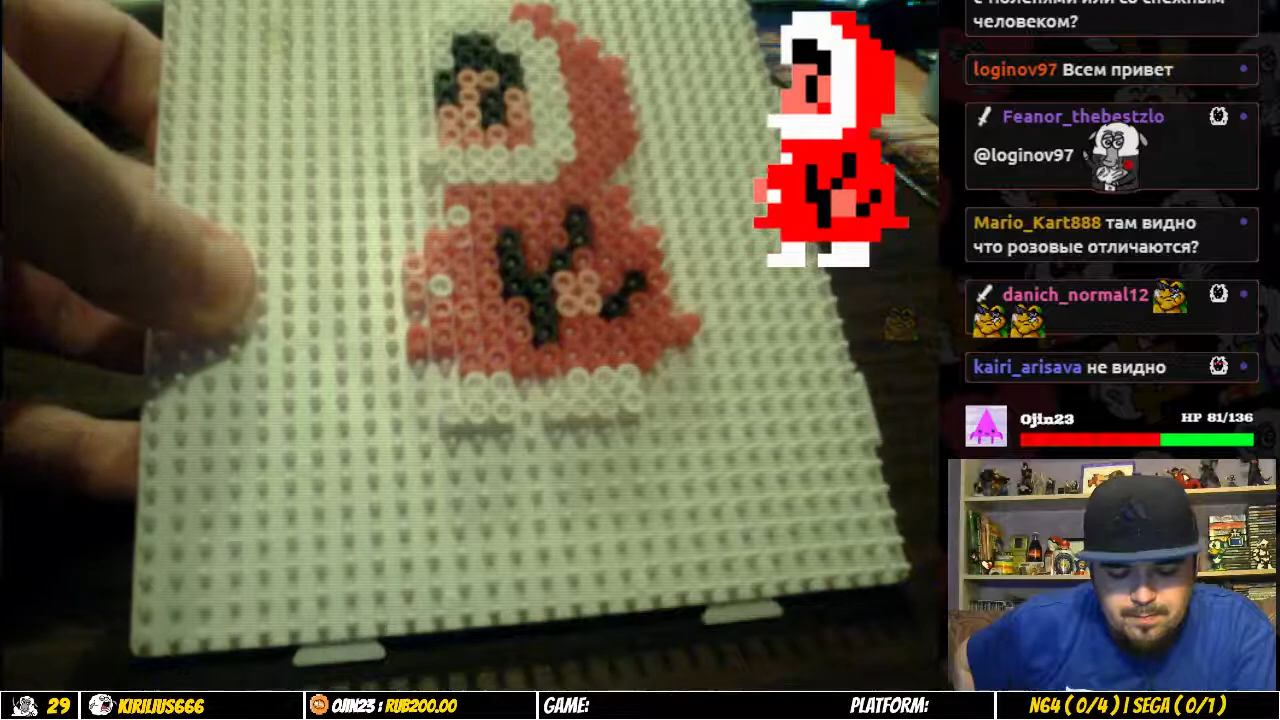 с поленями или со снежным
человеком?
loginov97 Всем привет
Feanor_thebestzlo
@loginov97
Mario_Kart888 там видно
что розовые отличаются?
danich_normal12
kairi_arisava не видно
Ojin23 HP 81/136
29 KIRILIUS666 OJIN23 : RUB200.00 GAME: PLATFORM: N64 ( 0/4 ) | SEGA ( 0/1 )